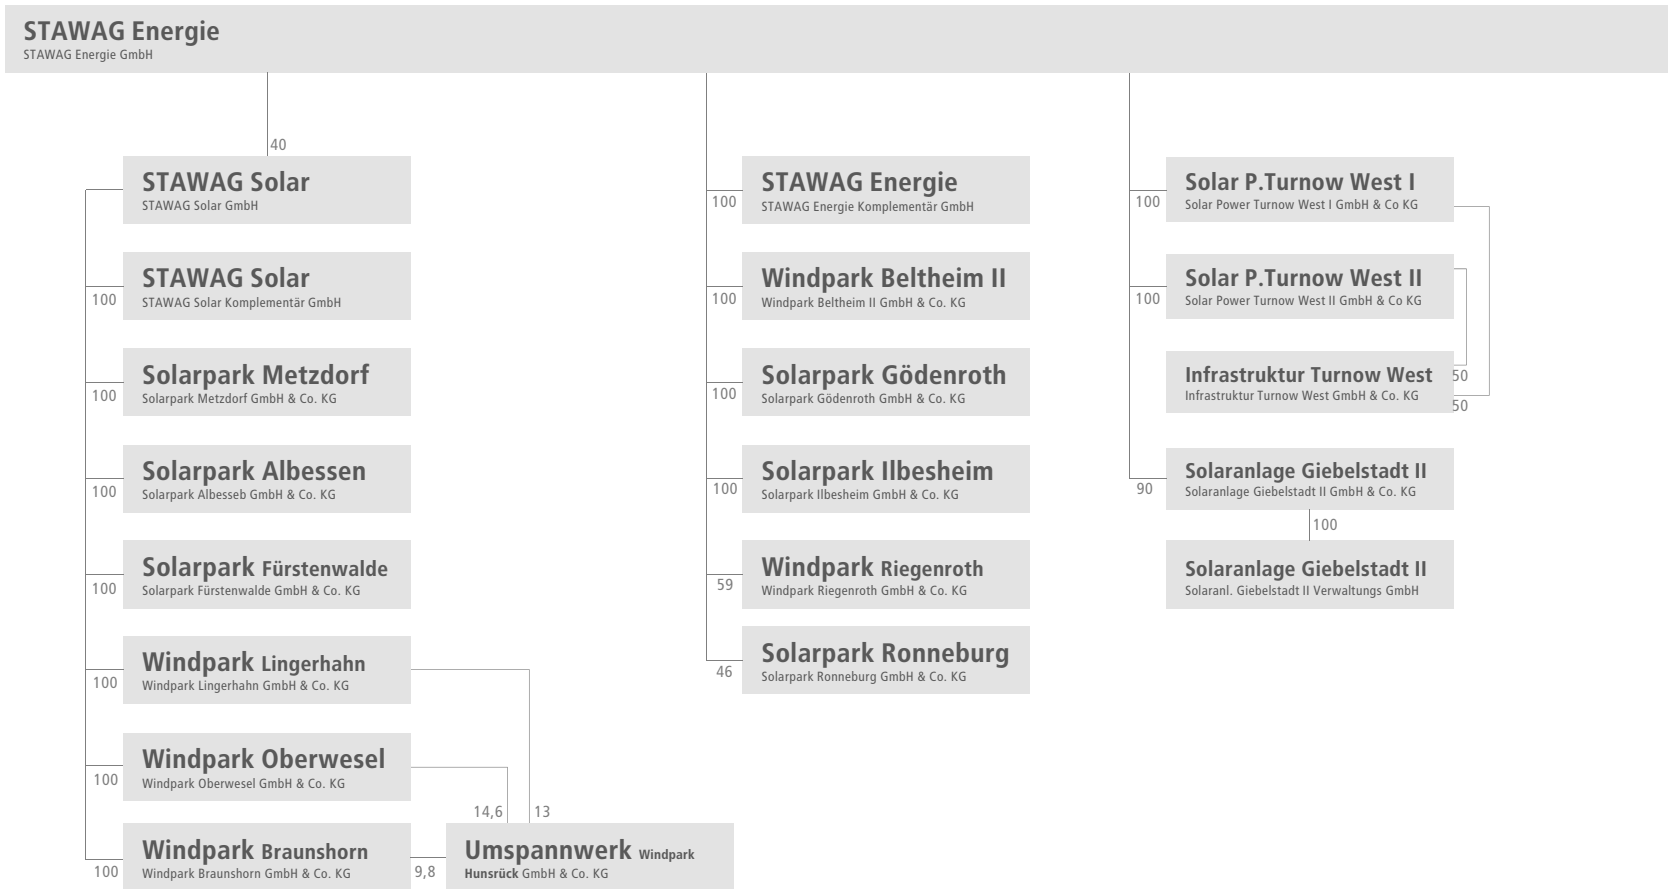 STAWAG Energie
STAWAG Energie GmbH
40
STAWAG Solar
STAWAG Solar GmbH
100
STAWAG Solar
STAWAG Solar Komplementär GmbH
100
Solarpark Metzdorf
Solarpark Metzdorf GmbH & Co. KG
100
Solarpark Albessen
Solarpark Albesseb GmbH & Co. KG
100
Solarpark Fürstenwalde
Solarpark Fürstenwalde GmbH & Co. KG
100
Windpark Lingerhahn
Windpark Lingerhahn GmbH & Co. KG
100
Windpark Oberwesel
Windpark Oberwesel GmbH & Co. KG
100
Windpark Braunshorn
Windpark Braunshorn GmbH & Co. KG
14,6
13
9,8
Umspannwerk Windpark
Hunsrück GmbH & Co. KG
100
STAWAG Energie
STAWAG Energie Komplementär GmbH
100
Windpark Beltheim II
Windpark Beltheim II GmbH & Co. KG
100
Solarpark Gödenroth
Solarpark Gödenroth GmbH & Co. KG
100
Solarpark Ilbesheim
Solarpark Ilbesheim GmbH & Co. KG
59
Windpark Riegenroth
Windpark Riegenroth GmbH & Co. KG
46
Solarpark Ronneburg
Solarpark Ronneburg GmbH & Co. KG
100
Solar P.Turnow West I
Solar Power Turnow West I GmbH & Co KG
100
Solar P.Turnow West II
Solar Power Turnow West II GmbH & Co KG
Infrastruktur Turnow West
Infrastruktur Turnow West GmbH & Co. KG
50
50
90
Solaranlage Giebelstadt II
Solaranlage Giebelstadt II GmbH & Co. KG
100
Solaranlage Giebelstadt II
Solaranl. Giebelstadt II Verwaltungs GmbH